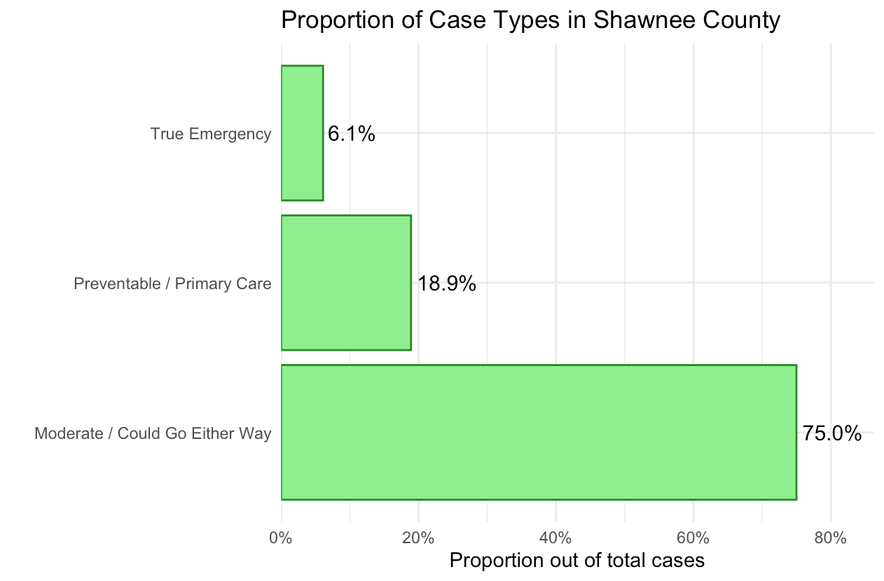 Proportion of Case Types in Shawnee County
True Emergency
6.1%
Preventable / Primary Care
18.9%
Moderate / Could Go Either Way
75.0%
0% 20% 40% 60% 80%
Proportion out of total cases